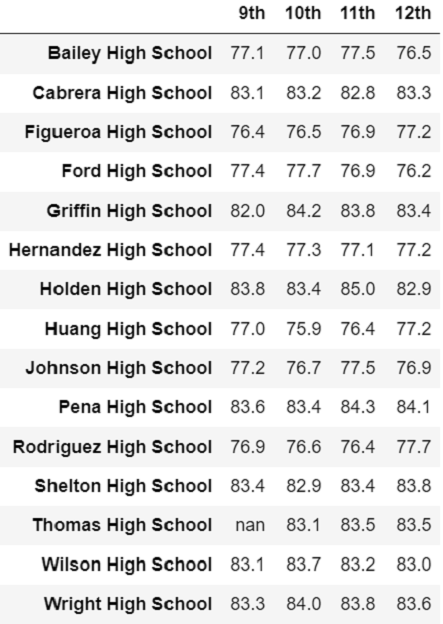 9th 10th 11th 12th
Bailey High School 77.1 77.0 77.5 76.5
Cabrera High School 83.1 83.2 82.8 83.3
Figueroa High School 76.4 76.5 76.9 77.2
Ford High School 77.4 77.7 76.9 76.2
Griffin High School 82.0 84.2 83.8 83.4
Hernandez High School 77.4 77.3 77.1 77.2
Holden High School 83.8 83.4 85.0 82.9
Huang High School 77.0 75.9 76.4 77.2
Johnson High School 77.2 76.7 77.5 76.9
Pena High School 83.6 83.4 84.3 84.1
Rodriguez High School 76.9 76.6 76.4 77.7
Shelton High School 83.4 82.9 83.4 83.8
Thomas High School nan 83.1 83.5 83.5
Wilson High School 83.1 83.7 83.2 83.0
Wright High School 83.3 84.0 83.8 83.6